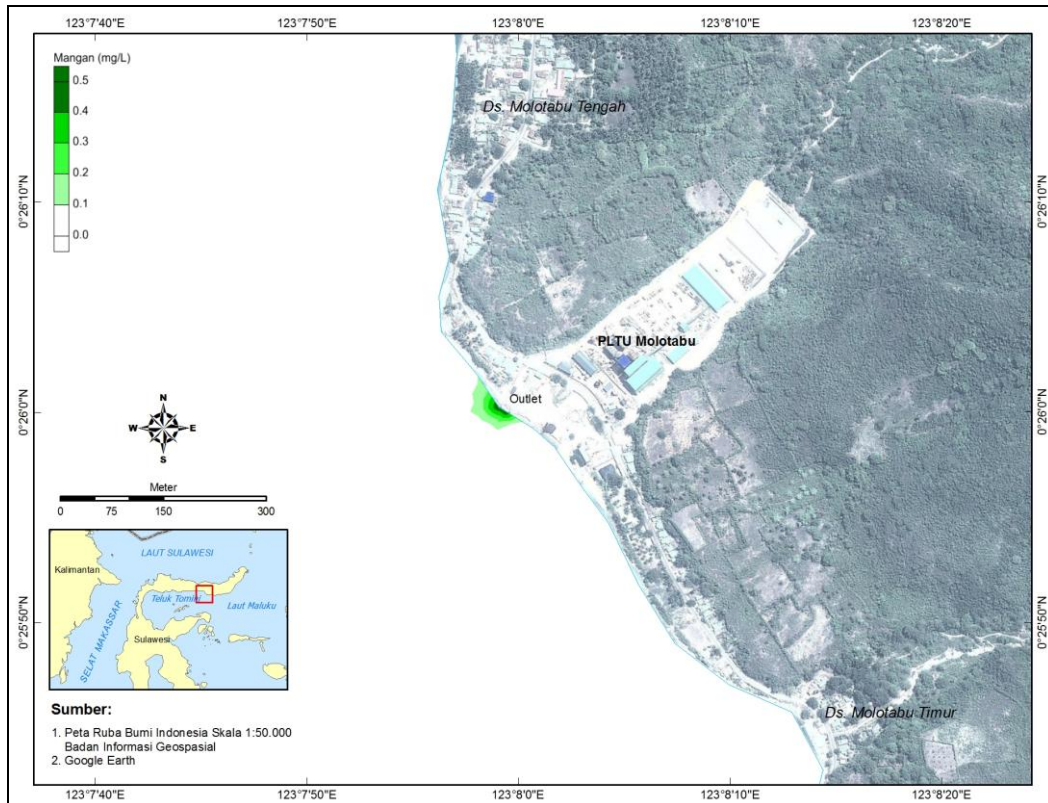 123°7'40"E 123°7'50"E 123°8'0"E 123°8'10"E 123°8'20"E
Mangan (mg/L)
0.5
0.4
0.3
0.2
0.1
0.0
Ds. Molotabu Tengah
0°26'10"N 0°26'10"N
PLTU Molotabu
Outlet
0°26'0"N 0°26'0"N
N
W E
S
Meter
0 75 150 300
LAUT SULAWESI
Kalimantan
Teluk Tomini
Laut Maluku
SELAT MAKASSAR
Sulawesi
0°25'50"N 0°25'50"N
Sumber:
1. Peta Ruba Bumi Indonesia Skala 1:50.000
Badan Informasi Geospasial
2. Google Earth
Ds. Molotabu Timur
123°7'40"E 123°7'50"E 123°8'0"E 123°8'10"E 123°8'20"E